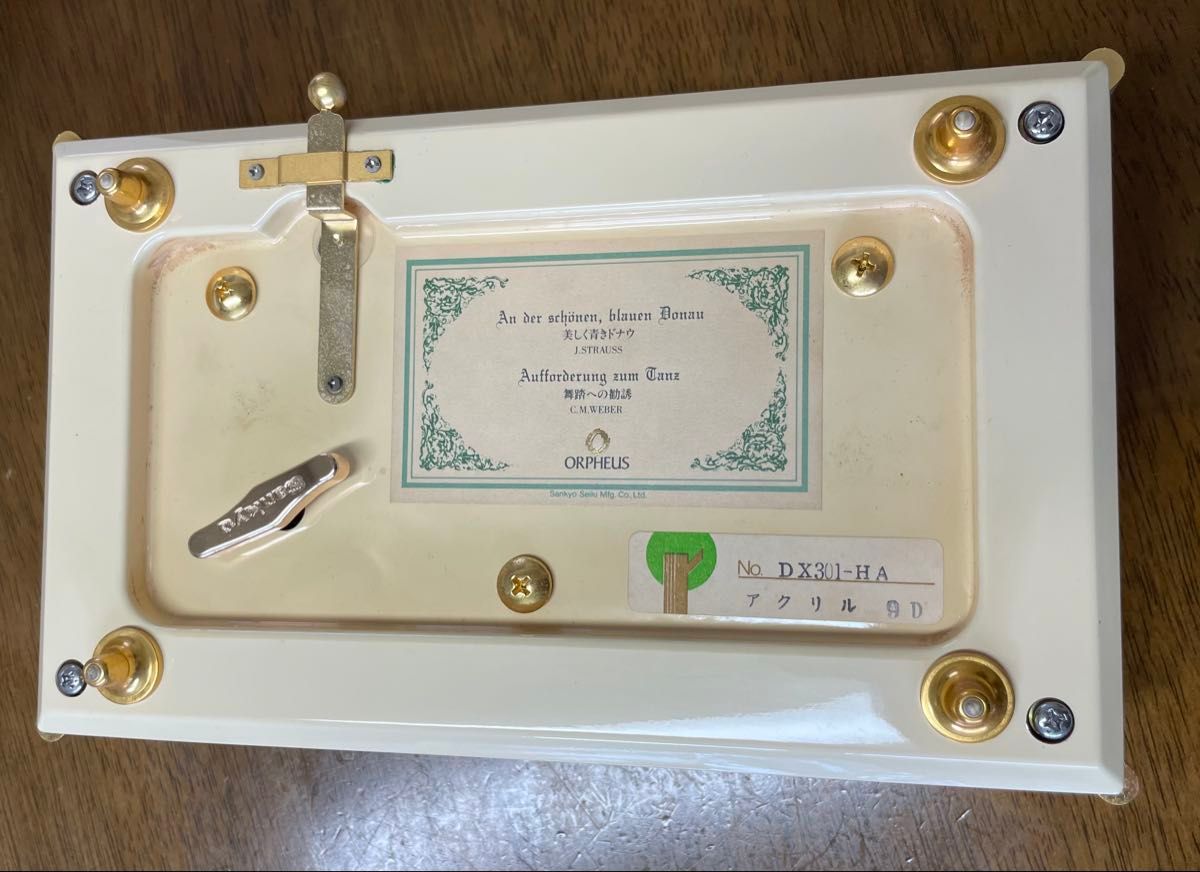 An der schönen, blauen Donau
美しく青きドナウ
J.STRAUSS
Aufforderung zum Tanz
舞踏への勧誘
C.M.WEBER
ORPHEUS
Sankyo Seiki Mfg. Co., Ltd.
Sankyo
No. DX301-HA
アクリル 9D